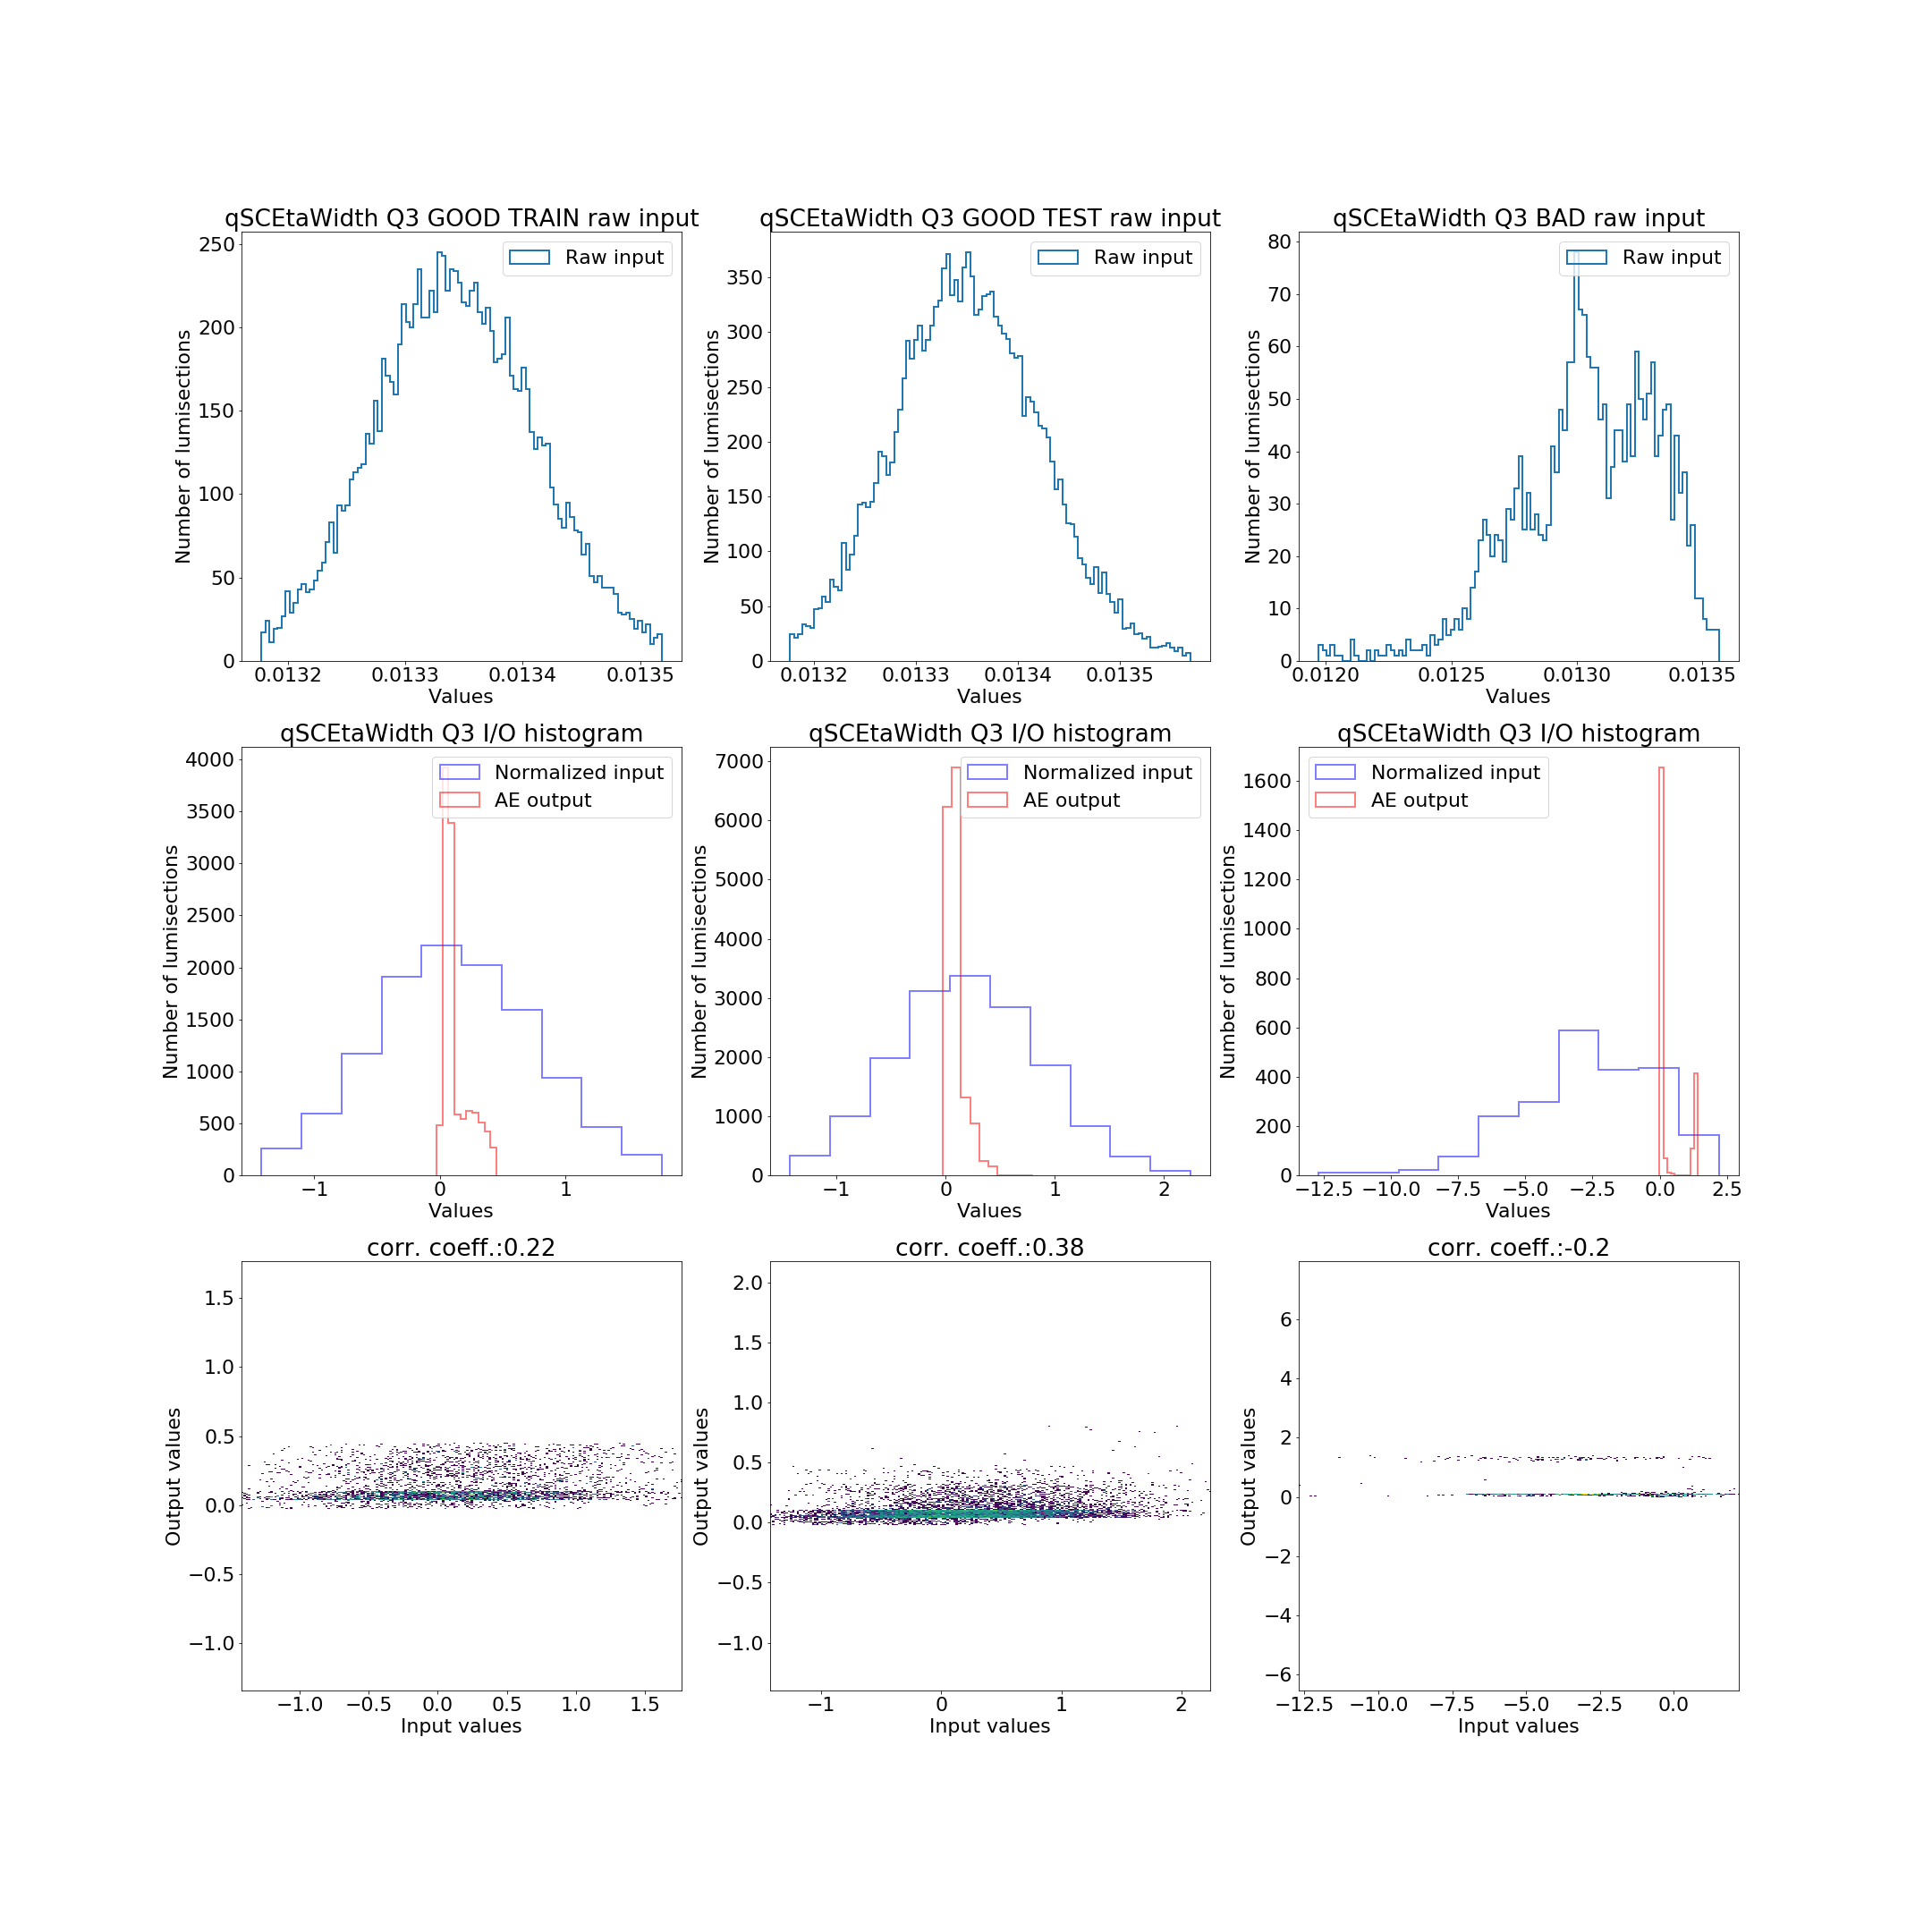 qSCEtaWidth Q3 GOOD TRAIN raw input
Raw input
Number of lumisections
250
200
150
100
50
0
0.0132 0.0133 0.0134 0.0135
Values
qSCEtaWidth Q3 GOOD TEST raw input
Raw input
Number of lumisections
350
300
250
200
150
100
50
0
0.0132 0.0133 0.0134 0.0135
Values
qSCEtaWidth Q3 BAD raw input
Raw input
Number of lumisections
80
70
60
50
40
30
20
10
0
0.0120 0.0125 0.0130 0.0135
Values
qSCEtaWidth Q3 I/O histogram
Normalized input
AE output
Number of lumisections
4000
3500
3000
2500
2000
1500
1000
500
0
−1 0 1
Values
qSCEtaWidth Q3 I/O histogram
Normalized input
AE output
Number of lumisections
7000
6000
5000
4000
3000
2000
1000
0
−1 0 1 2
Values
qSCEtaWidth Q3 I/O histogram
Normalized input
AE output
Number of lumisections
1600
1400
1200
1000
800
600
400
200
0
−12.5 −10.0 −7.5 −5.0 −2.5 0.0 2.5
Values
corr. coeff.:0.22
Output values
1.5
1.0
0.5
0.0
−0.5
−1.0
−1.0 −0.5 0.0 0.5 1.0 1.5
Input values
corr. coeff.:0.38
Output values
2.0
1.5
1.0
0.5
0.0
−0.5
−1.0
−1 0 1 2
Input values
corr. coeff.:-0.2
Output values
6
4
2
0
−2
−4
−6
−12.5 −10.0 −7.5 −5.0 −2.5 0.0
Input values